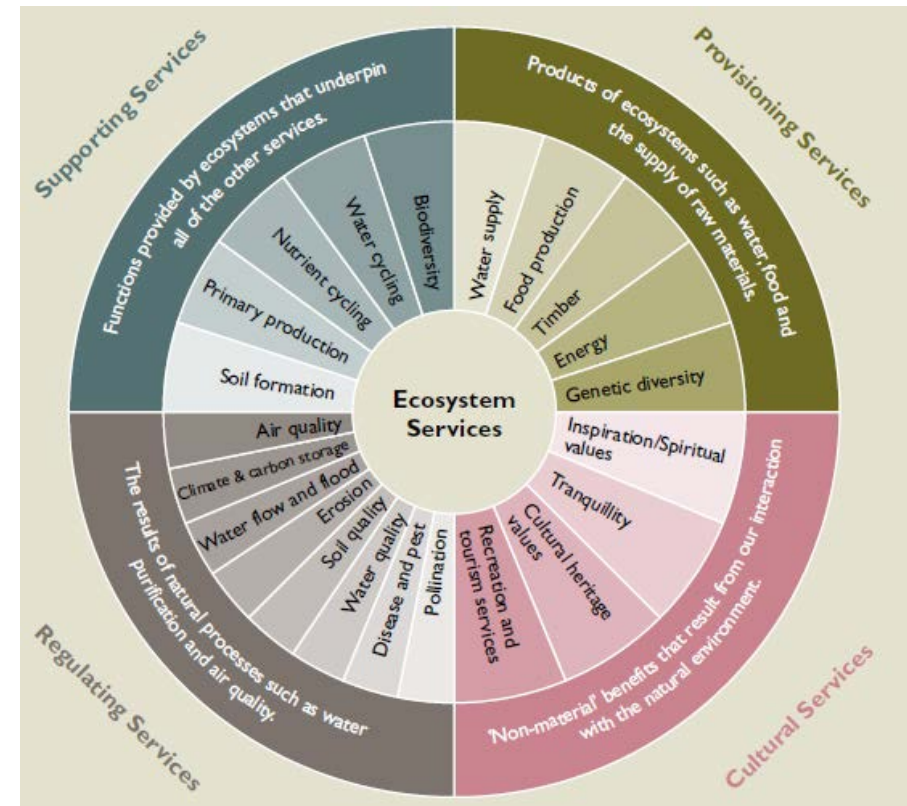 Supporting Services
Functions provided by ecosystems that underpin
all of the other services.
Soil formation
Primary production
Nutrient cycling
Water cycling
Biodiversity
Provisioning Services
Products of ecosystems such as water, food and
the supply of raw materials.
Water supply
Food production
Timber
Energy
Genetic diversity
Ecosystem
Services
Regulating Services
The results of natural processes such as water
purification and air quality.
Air quality
Climate & carbon storage
Water flow and flood
Erosion
Soil quality
Water quality
Disease and pest
Pollination
Cultural Services
'Non-material' benefits that result from our interaction
with the natural environment.
Inspiration/Spiritual
values
Tranquillity
Cultural heritage
values
Recreation and
tourism services